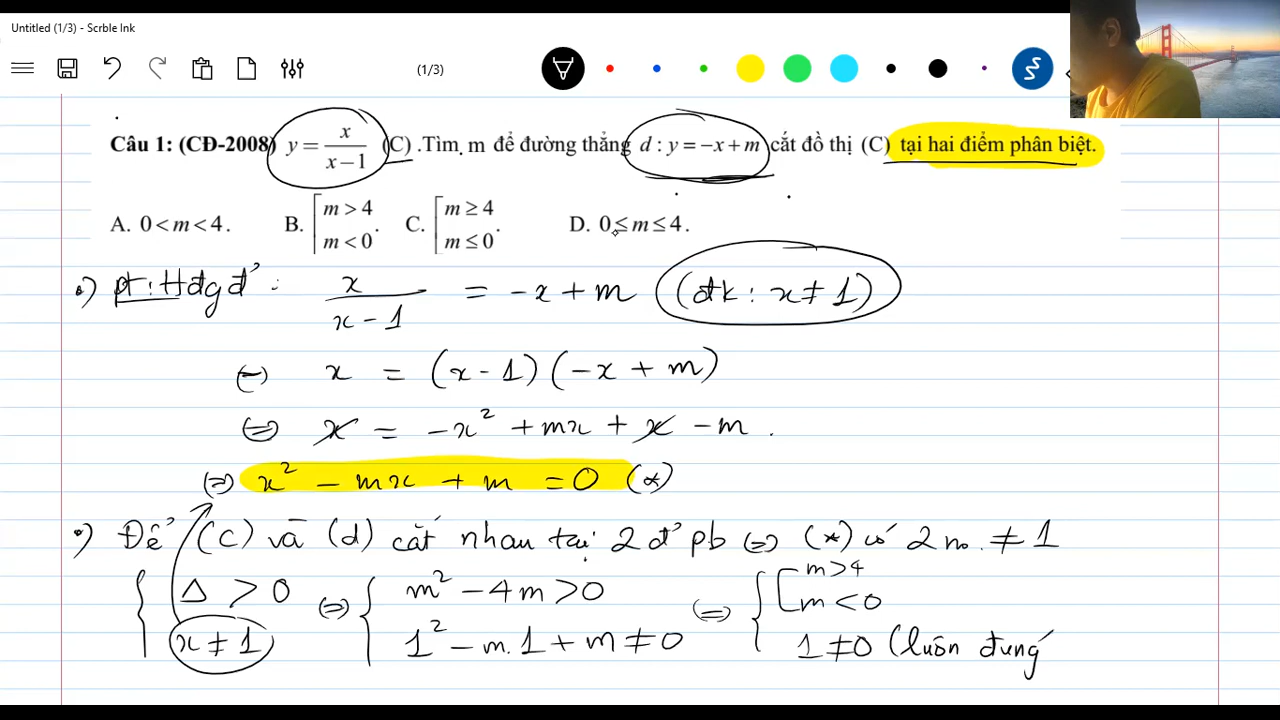 Untitled (1/3) - Scrble Ink
(1/3)
Câu 1: (CĐ-2008) y = x/(x−1) (C) .Tìm m để đường thẳng d : y = −x + m cắt đồ thị (C) tại hai điểm phân biệt.
A. 0 < m < 4. B. [m > 4 m < 0. C. [m ≥ 4 m ≤ 0. D. 0 ≤ m ≤ 4.
•) pt: Hđgđ' : x/(x − 1) = −x + m (đk : x ≠ 1)
⇔ x = (x − 1)(−x + m)
⇔ x = −x² + mx + x − m .
⇔ x² − mx + m = 0 (*)
•) Để (C) và (d) cắt nhau tại 2 đ' pb ⇔ (*) có 2 no. ≠ 1
{ Δ > 0 ⇔ { m² − 4m > 0 ⇔ { [ m > 4 m < 0
x ≠ 1 1² − m.1 + m ≠ 0 1 ≠ 0 (luôn đúng